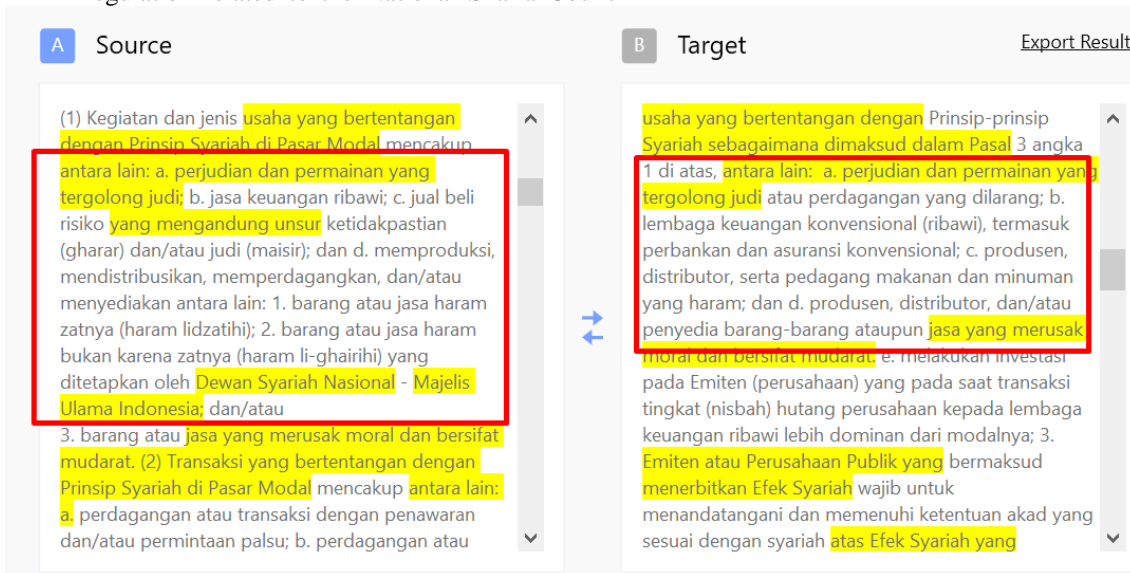 A Source
(1) Kegiatan dan jenis usaha yang bertentangan
dengan Prinsip Syariah di Pasar Modal mencakup
antara lain: a. perjudian dan permainan yang
tergolong judi; b. jasa keuangan ribawi; c. jual beli
risiko yang mengandung unsur ketidakpastian
(gharar) dan/atau judi (maisir); dan d. memproduksi,
mendistribusikan, memperdagangkan, dan/atau
menyediakan antara lain: 1. barang atau jasa haram
zatnya (haram lidzatihi); 2. barang atau jasa haram
bukan karena zatnya (haram li-ghairihi) yang
ditetapkan oleh Dewan Syariah Nasional - Majelis
Ulama Indonesia; dan/atau
3. barang atau jasa yang merusak moral dan bersifat
mudarat. (2) Transaksi yang bertentangan dengan
Prinsip Syariah di Pasar Modal mencakup antara lain:
a. perdagangan atau transaksi dengan penawaran
dan/atau permintaan palsu; b. perdagangan atau
B Target
Export Result
usaha yang bertentangan dengan Prinsip-prinsip
Syariah sebagaimana dimaksud dalam Pasal 3 angka
1 di atas, antara lain: a. perjudian dan permainan yang
tergolong judi atau perdagangan yang dilarang; b.
lembaga keuangan konvensional (ribawi), termasuk
perbankan dan asuransi konvensional; c. produsen,
distributor, serta pedagang makanan dan minuman
yang haram; dan d. produsen, distributor, dan/atau
penyedia barang-barang ataupun jasa yang merusak
moral dan bersifat mudarat. e. melakukan investasi
pada Emiten (perusahaan) yang pada saat transaksi
tingkat (nisbah) hutang perusahaan kepada lembaga
keuangan ribawi lebih dominan dari modalnya; 3.
Emiten atau Perusahaan Publik yang bermaksud
menerbitkan Efek Syariah wajib untuk
menandatangani dan memenuhi ketentuan akad yang
sesuai dengan syariah atas Efek Syariah yang